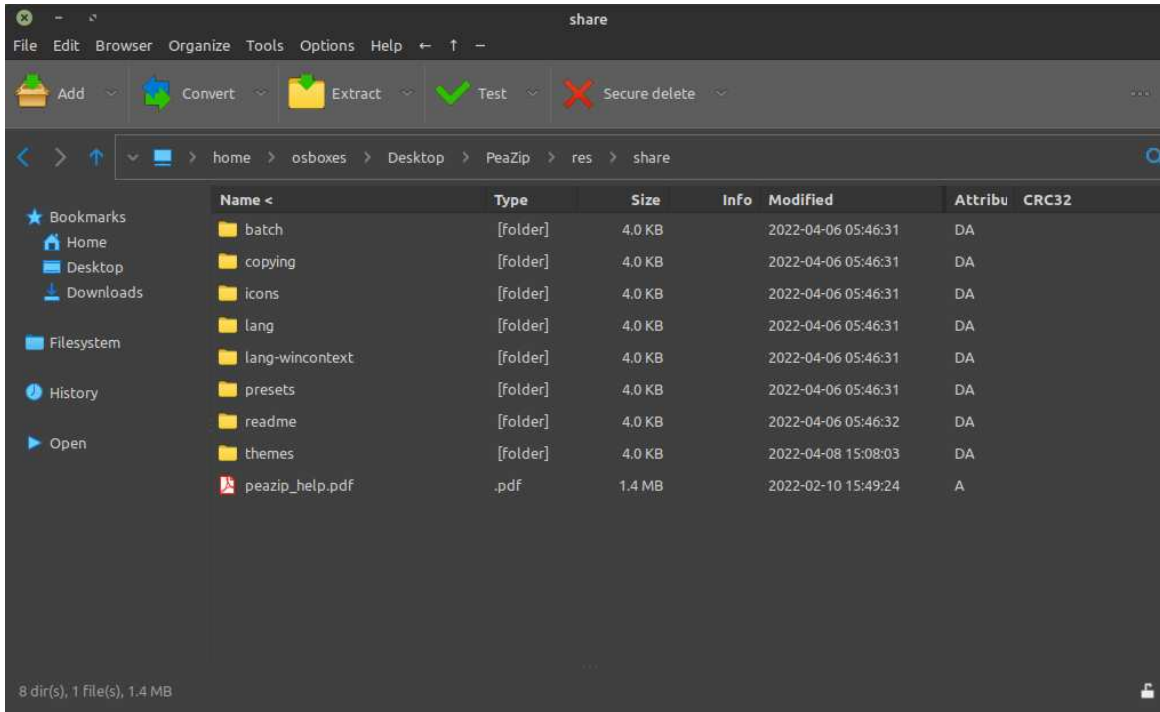 share
File Edit Browser Organize Tools Options Help ← ↑ –
Add Convert Extract Test Secure delete ...
home > osboxes > Desktop > PeaZip > res > share
Bookmarks
Home
Desktop
Downloads
Filesystem
History
Open
Name < Type Size Info Modified Attribu CRC32
batch [folder] 4.0 KB 2022-04-06 05:46:31 DA
copying [folder] 4.0 KB 2022-04-06 05:46:31 DA
icons [folder] 4.0 KB 2022-04-06 05:46:31 DA
lang [folder] 4.0 KB 2022-04-06 05:46:31 DA
lang-wincontext [folder] 4.0 KB 2022-04-06 05:46:31 DA
presets [folder] 4.0 KB 2022-04-06 05:46:31 DA
readme [folder] 4.0 KB 2022-04-06 05:46:32 DA
themes [folder] 4.0 KB 2022-04-08 15:08:03 DA
peazip_help.pdf .pdf 1.4 MB 2022-02-10 15:49:24 A
8 dir(s), 1 file(s), 1.4 MB